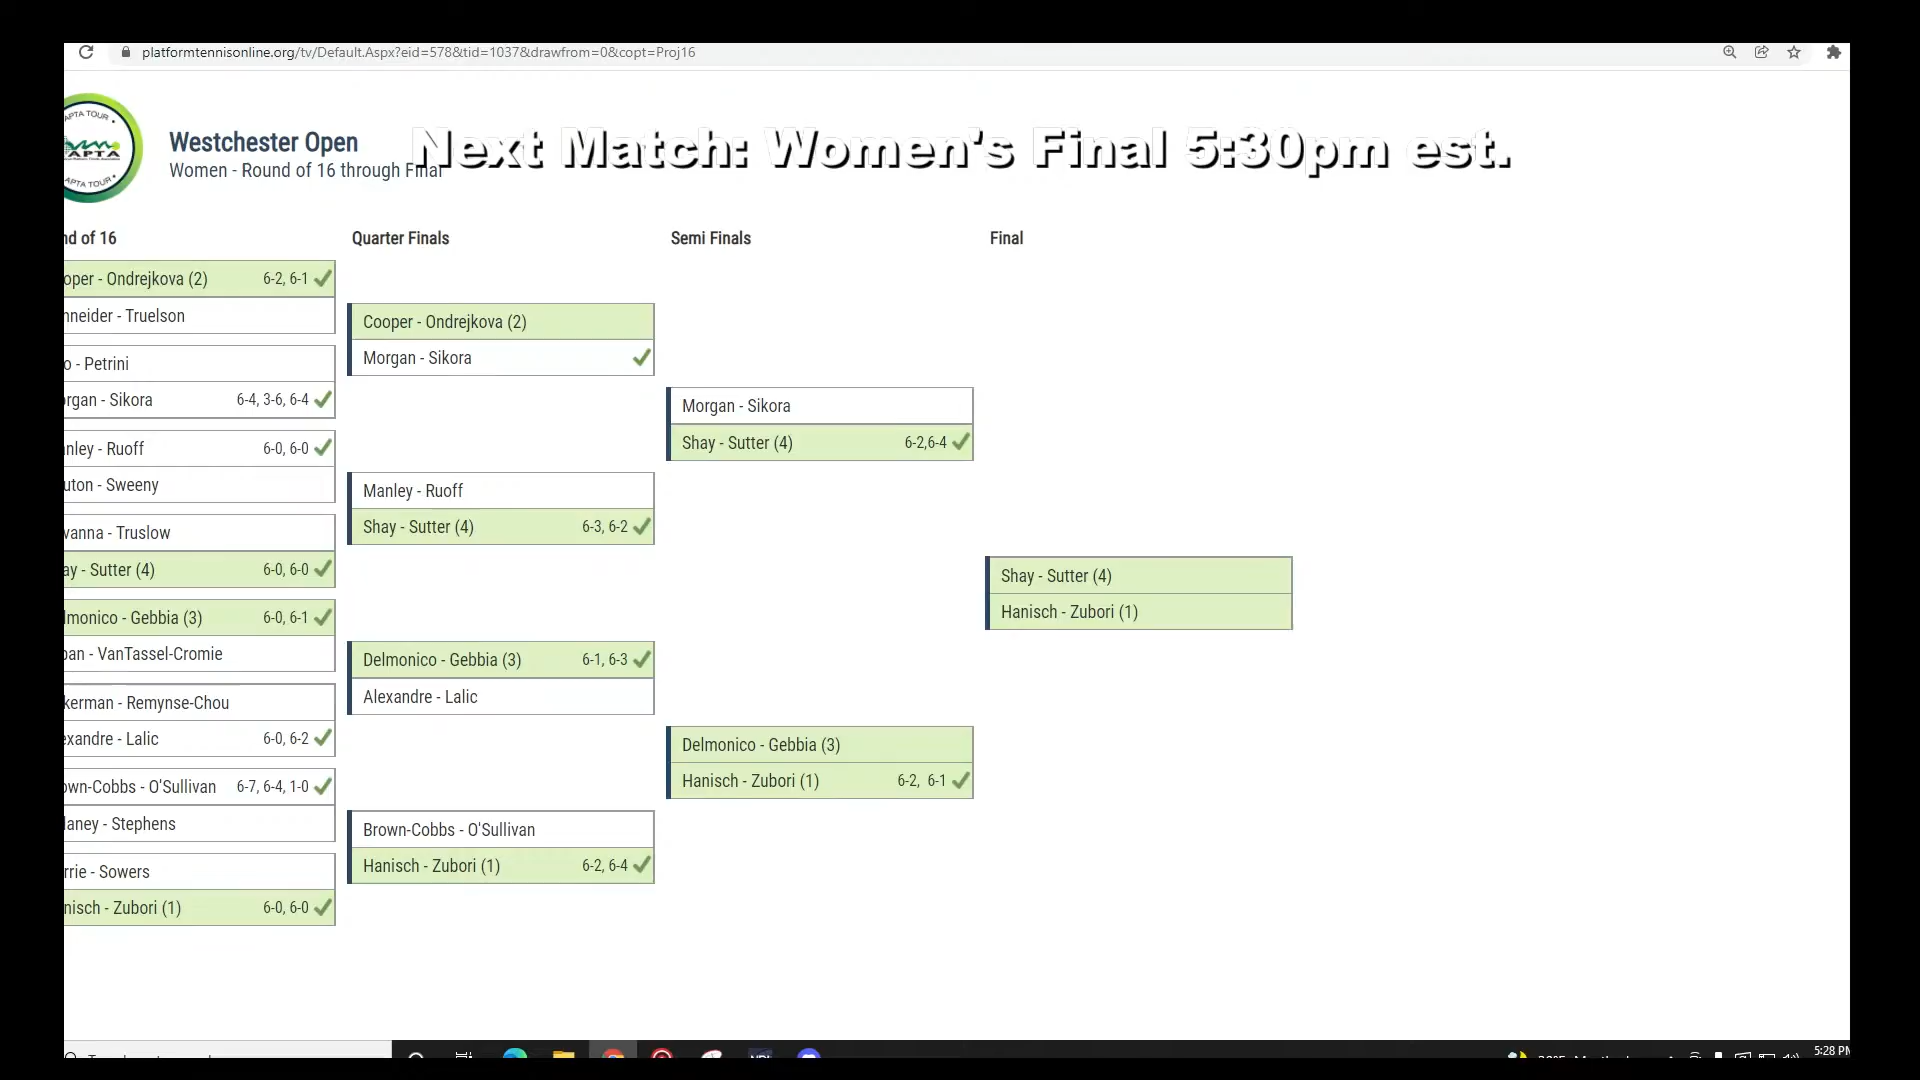 platformtennisonline.org/tv/Default.Aspx?eid=578&tid=1037&drawfrom=0&copt=Proj16
APTA TOUR
APTA
APTA TOUR
Westchester Open
Women - Round of 16 through Final
Next Match: Women's Final 5:30pm est.
nd of 16
Quarter Finals
Semi Finals
Final
oper - Ondrejkova (2) 6-2, 6-1
nneider - Truelson
o - Petrini
organ - Sikora 6-4, 3-6, 6-4
anley - Ruoff 6-0, 6-0
uton - Sweeny
vanna - Truslow
ay - Sutter (4) 6-0, 6-0
lmonico - Gebbia (3) 6-0, 6-1
ban - VanTassel-Cromie
kerman - Remynse-Chou
exandre - Lalic 6-0, 6-2
own-Cobbs - O'Sullivan 6-7, 6-4, 1-0
laney - Stephens
rrie - Sowers
nisch - Zubori (1) 6-0, 6-0
Cooper - Ondrejkova (2)
Morgan - Sikora
Manley - Ruoff
Shay - Sutter (4) 6-3, 6-2
Delmonico - Gebbia (3) 6-1, 6-3
Alexandre - Lalic
Brown-Cobbs - O'Sullivan
Hanisch - Zubori (1) 6-2, 6-4
Morgan - Sikora
Shay - Sutter (4) 6-2,6-4
Delmonico - Gebbia (3)
Hanisch - Zubori (1) 6-2, 6-1
Shay - Sutter (4)
Hanisch - Zubori (1)
5:28 PM